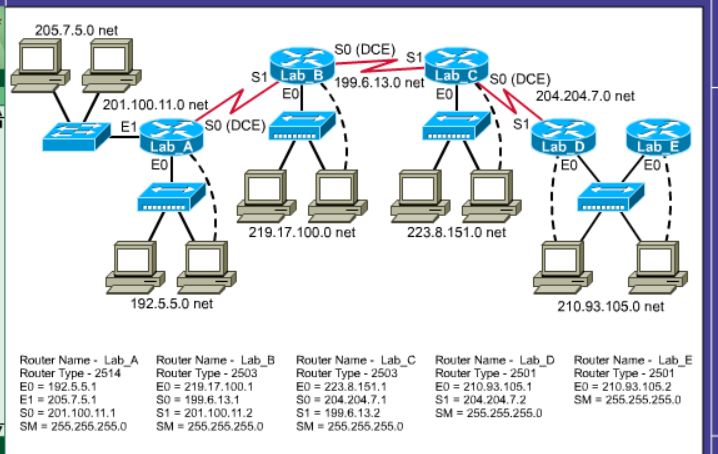 205.7.5.0 net
S0 (DCE)
S1
Lab_B
S1
Lab_C
S0 (DCE)
199.6.13.0 net
E0
E0
201.100.11.0 net
204.204.7.0 net
E1
Lab_A
S0 (DCE)
S1
Lab_D
Lab_E
E0
E0
E0
219.17.100.0 net
223.8.151.0 net
192.5.5.0 net
210.93.105.0 net
Router Name - Lab_A
Router Type - 2514
E0 = 192.5.5.1
E1 = 205.7.5.1
S0 = 201.100.11.1
SM = 255.255.255.0
Router Name - Lab_B
Router Type - 2503
E0 = 219.17.100.1
S0 = 199.6.13.1
S1 = 201.100.11.2
SM = 255.255.255.0
Router Name - Lab_C
Router Type - 2503
E0 = 223.8.151.1
S0 = 204.204.7.1
S1 = 199.6.13.2
SM = 255.255.255.0
Router Name - Lab_D
Router Type - 2501
E0 = 210.93.105.1
S1 = 204.204.7.2
SM = 255.255.255.0
Router Name - Lab_E
Router Type - 2501
E0 = 210.93.105.2
SM = 255.255.255.0